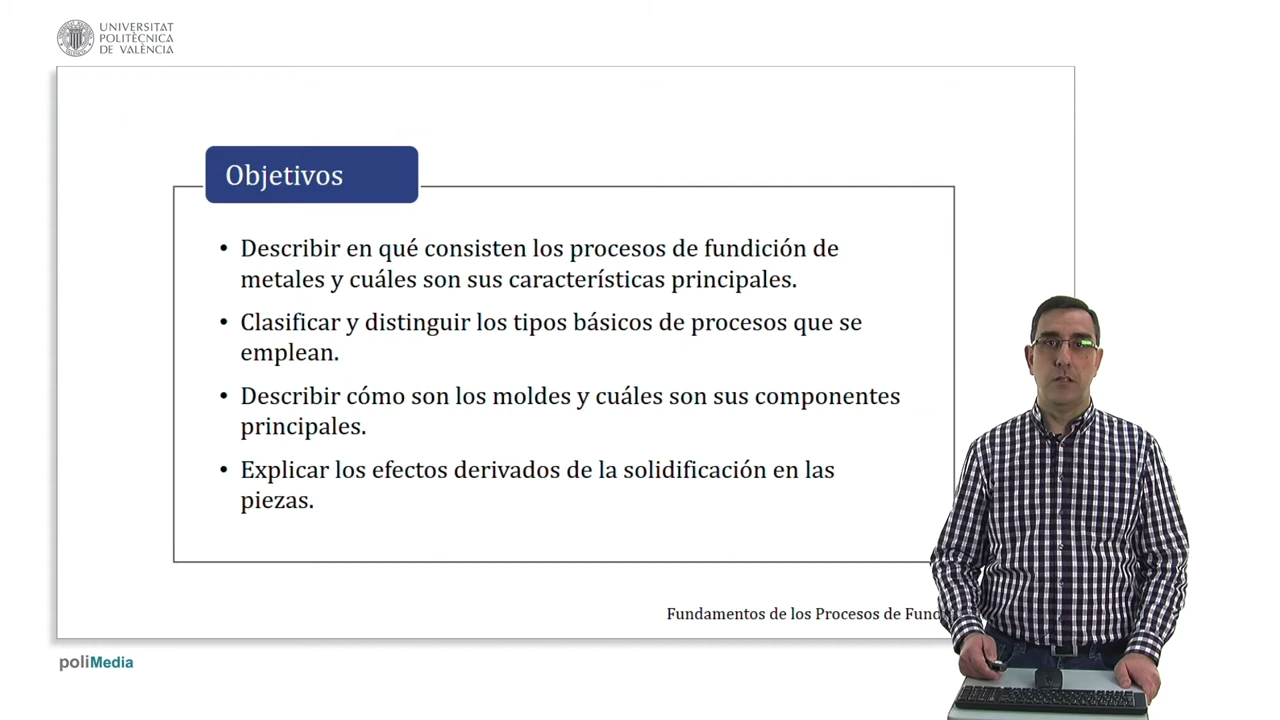 UNIVERSITAT
POLITÈCNICA
DE VALÈNCIA
Objetivos
• Describir en qué consisten los procesos de fundición de
metales y cuáles son sus características principales.
• Clasificar y distinguir los tipos básicos de procesos que se
emplean.
• Describir cómo son los moldes y cuáles son sus componentes
principales.
• Explicar los efectos derivados de la solidificación en las
piezas.
Fundamentos de los Procesos de
poliMedia